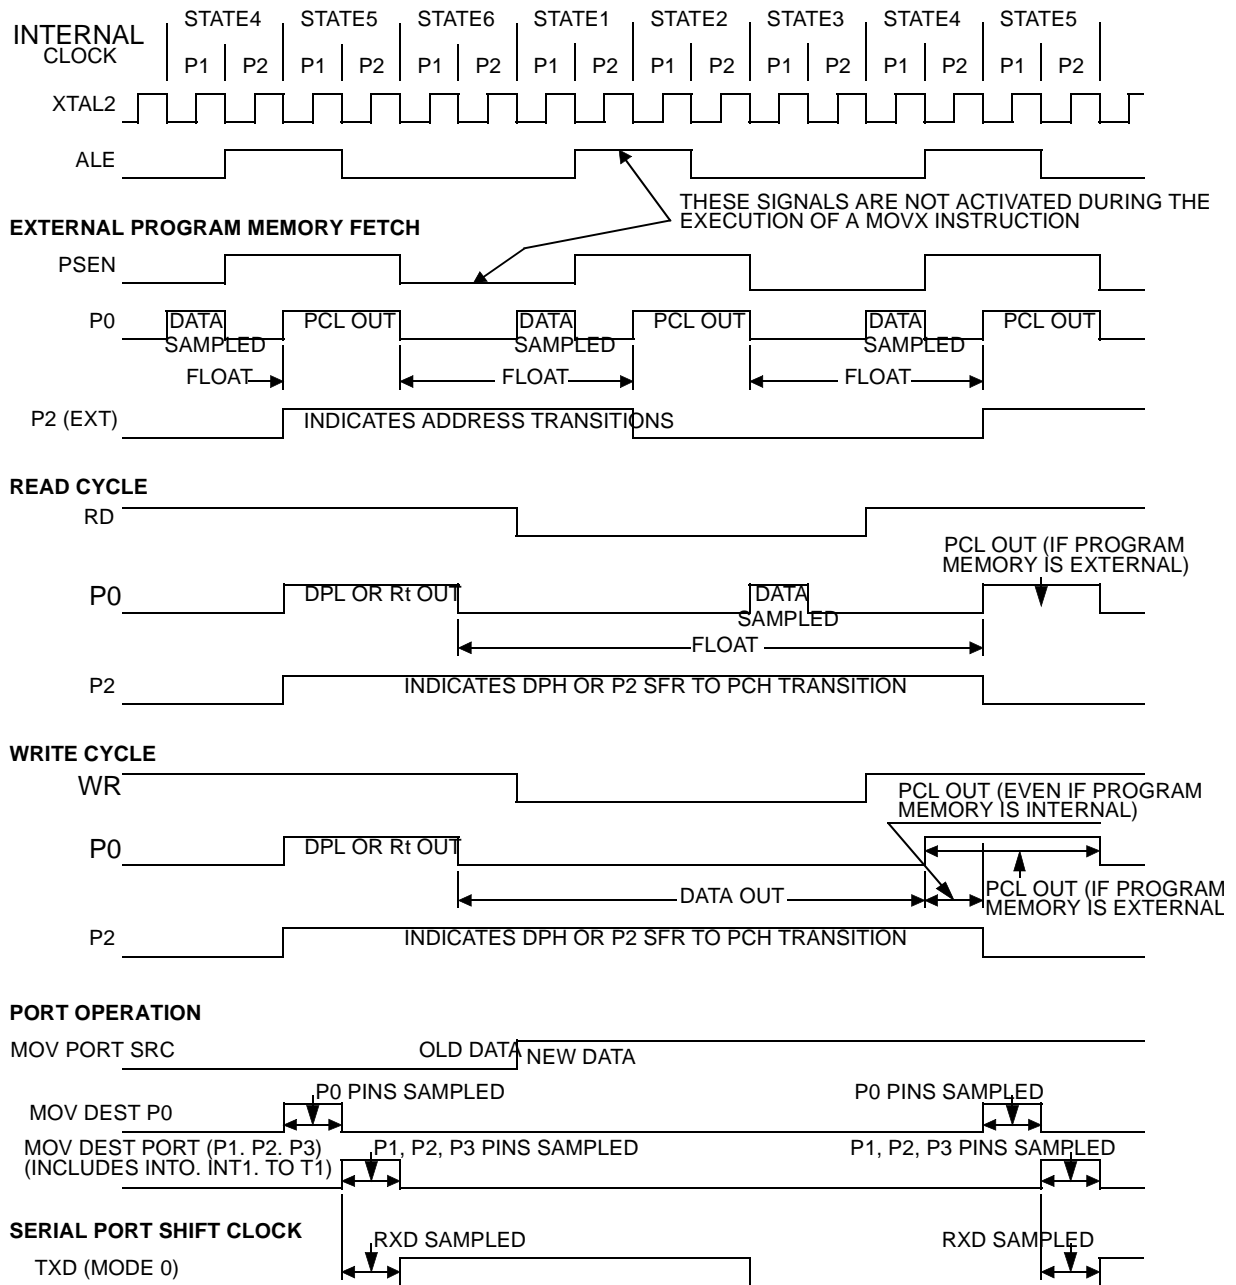 INTERNAL CLOCK
STATE4 STATE5 STATE6 STATE1 STATE2 STATE3 STATE4 STATE5
P1 P2 P1 P2 P1 P2 P1 P2 P1 P2 P1 P2 P1 P2 P1 P2
XTAL2
ALE
THESE SIGNALS ARE NOT ACTIVATED DURING THE
EXECUTION OF A MOVX INSTRUCTION
EXTERNAL PROGRAM MEMORY FETCH
PSEN
P0 DATA PCL OUT DATA PCL OUT DATA PCL OUT
SAMPLED SAMPLED SAMPLED
FLOAT FLOAT FLOAT
P2 (EXT) INDICATES ADDRESS TRANSITIONS
READ CYCLE
RD
PCL OUT (IF PROGRAM
MEMORY IS EXTERNAL)
P0 DPL OR Rt OUT DATA
SAMPLED
FLOAT
P2 INDICATES DPH OR P2 SFR TO PCH TRANSITION
WRITE CYCLE
WR
PCL OUT (EVEN IF PROGRAM
MEMORY IS INTERNAL)
P0 DPL OR Rt OUT
DATA OUT
PCL OUT (IF PROGRAM
MEMORY IS EXTERNAL
P2 INDICATES DPH OR P2 SFR TO PCH TRANSITION
PORT OPERATION
MOV PORT SRC OLD DATA NEW DATA
P0 PINS SAMPLED P0 PINS SAMPLED
MOV DEST P0
MOV DEST PORT (P1. P2. P3) P1, P2, P3 PINS SAMPLED P1, P2, P3 PINS SAMPLED
(INCLUDES INTO. INT1. TO T1)
SERIAL PORT SHIFT CLOCK
RXD SAMPLED RXD SAMPLED
TXD (MODE 0)